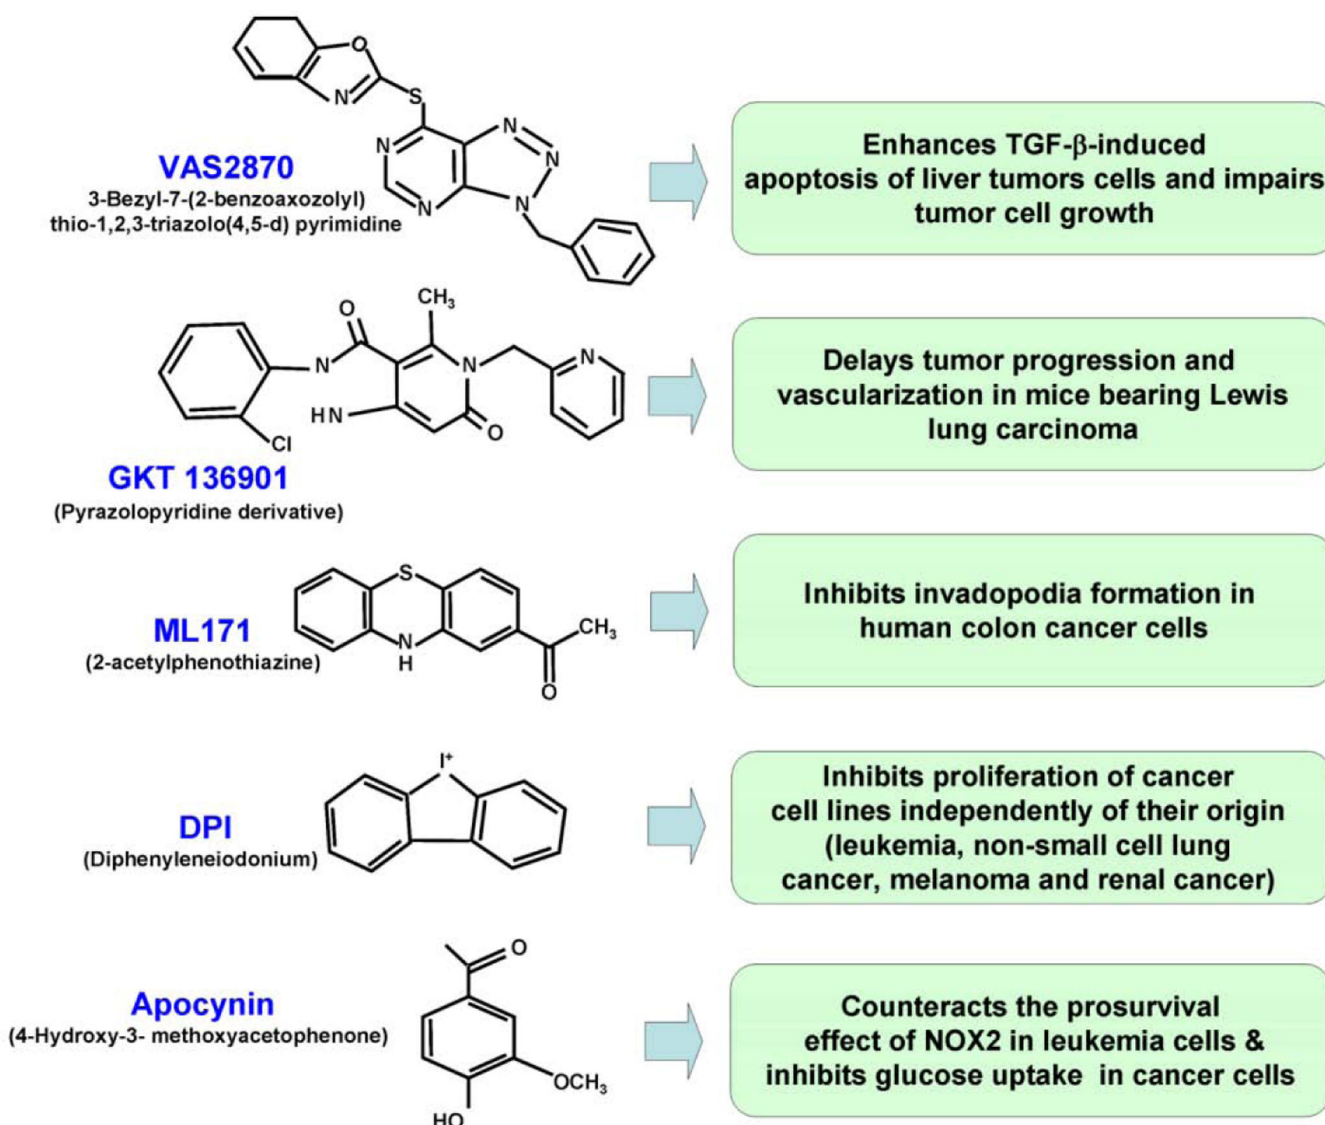 O
N
S
N
N
N
N
N
VAS2870
3-Bezyl-7-(2-benzoaxozolyl)
thio-1,2,3-triazolo(4,5-d) pyrimidine
Enhances TGF-β-induced
apoptosis of liver tumors cells and impairs
tumor cell growth
O
CH3
N
N
N
HN
O
Cl
GKT 136901
(Pyrazolopyridine derivative)
Delays tumor progression and
vascularization in mice bearing Lewis
lung carcinoma
S
N
H
CH3
O
ML171
(2-acetylphenothiazine)
Inhibits invadopodia formation in
human colon cancer cells
I+
DPI
(Diphenyleneiodonium)
Inhibits proliferation of cancer
cell lines independently of their origin
(leukemia, non-small cell lung
cancer, melanoma and renal cancer)
O
Apocynin
(4-Hydroxy-3- methoxyacetophenone)
OCH3
HO
Counteracts the prosurvival
effect of NOX2 in leukemia cells &
inhibits glucose uptake in cancer cells